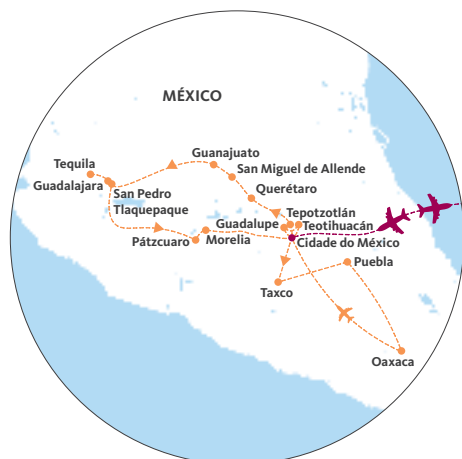 MÉXICO
Guanajuato
Tequila
San Miguel de Allende
Guadalajara
San Pedro
Tlaquepaque
Querétaro
Tepotzotlán
Guadalupe
Teotihuacán
Pátzcuaro
Morelia
Cidade do México
Puebla
Taxco
Oaxaca